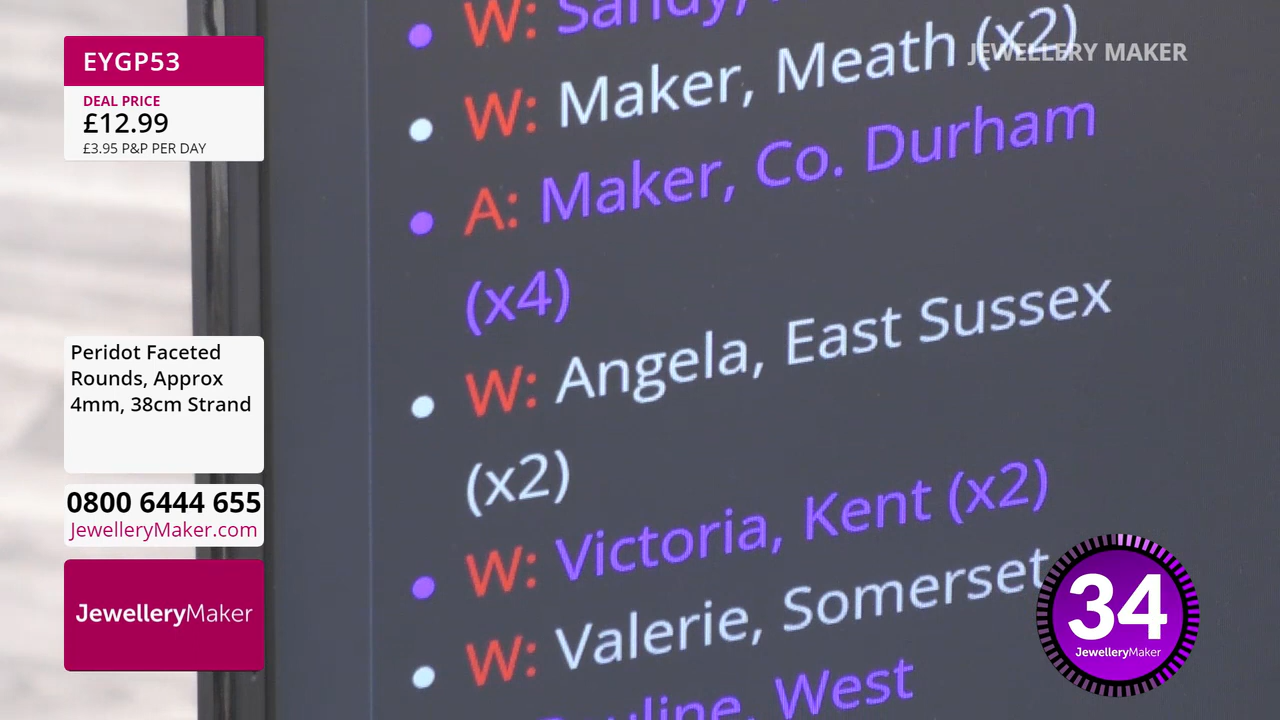 EYGP53
DEAL PRICE
£12.99
£3.95 P&P PER DAY
Peridot Faceted
Rounds, Approx
4mm, 38cm Strand
0800 6444 655
JewelleryMaker.com
JewelleryMaker
JEWELLERY MAKER
W: Sandy,
W: Maker, Meath (x2)
A: Maker, Co. Durham
(x4)
W: Angela, East Sussex
(x2)
W: Victoria, Kent (x2)
W: Valerie, Somerset
West
34
JewelleryMaker